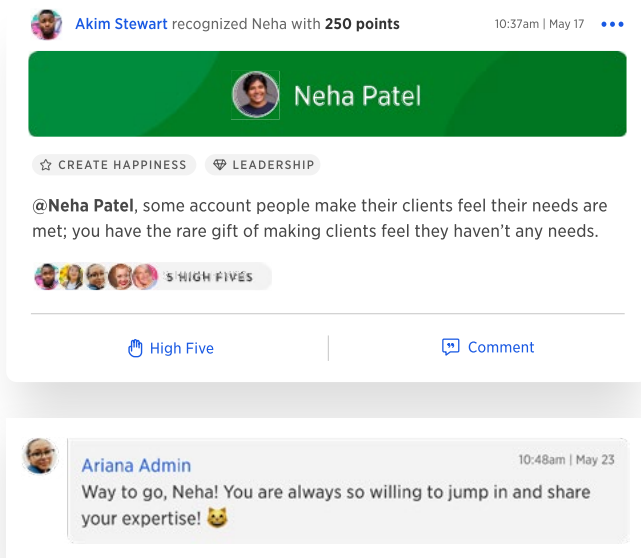 Akim Stewart recognized Neha with 250 points 10:37am | May 17
Neha Patel
CREATE HAPPINESS LEADERSHIP
@Neha Patel, some account people make their clients feel their needs are
met; you have the rare gift of making clients feel they haven’t any needs.
5 HIGH FIVES
High Five Comment
Ariana Admin 10:48am | May 23
Way to go, Neha! You are always so willing to jump in and share
your expertise! 😺